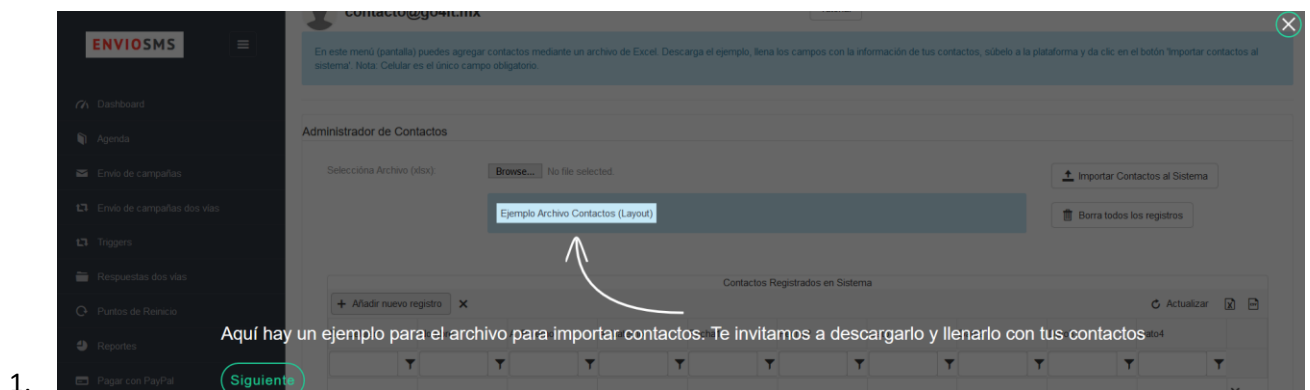 contacto@go4it.mx
ENVIOSMS
En este menú (pantalla) puedes agregar contactos mediante un archivo de Excel. Descarga el ejemplo, llena los campos con la información de tus contactos, súbelo a la plataforma y da clic en el botón 'Importar contactos al
sistema'. Nota: Celular es el único campo obligatorio.
Dashboard
Agenda
Envio de campañas
Envio de campañas dos vias
Triggers
Respuestas dos vias
Puntos de Reinicio
Reportes
Pagar con PayPal
Administrador de Contactos
Seleccióna Archivo (xlsx):
Browse... No file selected.
Importar Contactos al Sistema
Ejemplo Archivo Contactos (Layout)
Borra todos los registros
Contactos Registrados en Sistema
+ Añadir nuevo registro
Actualizar
Aquí hay un ejemplo para el archivo para importar contactos. Te invitamos a descargarlo y llenarlo con tus contactos
Siguiente
1.